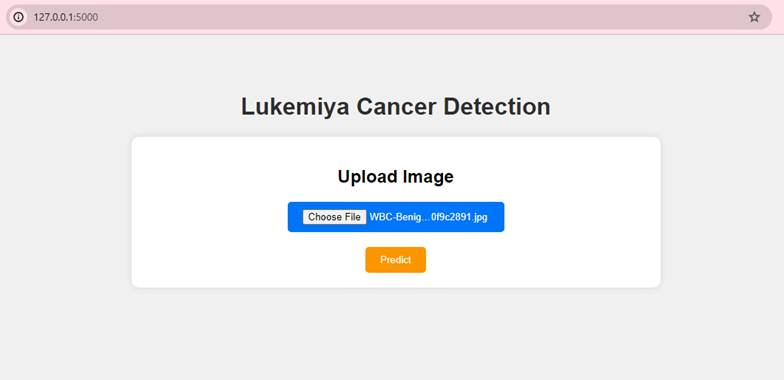 127.0.0.1:5000
Lukemiya Cancer Detection
Upload Image
Choose File WBC-Benig...0f9c2891.jpg
Predict